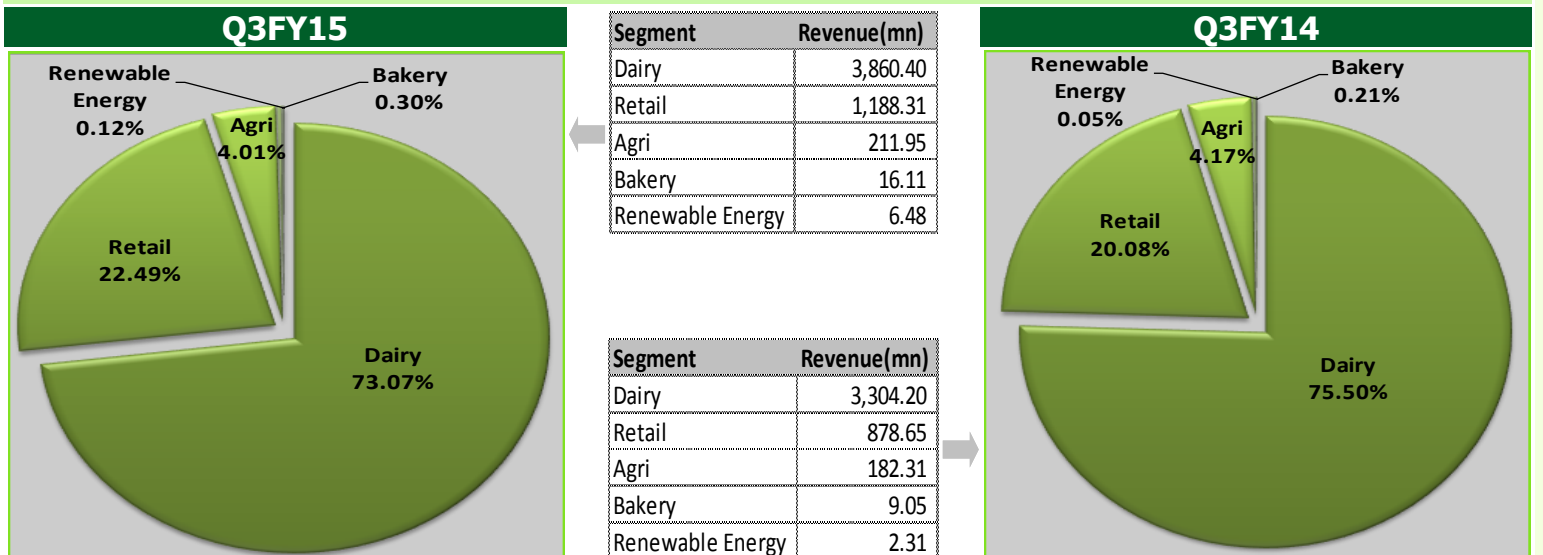 Q3FY15
Renewable
Energy
0.12%
Bakery
0.30%
Agri
4.01%
Retail
22.49%
Dairy
73.07%
Segment Revenue(mn)
Dairy 3,860.40
Retail 1,188.31
Agri 211.95
Bakery 16.11
Renewable Energy 6.48
Segment Revenue(mn)
Dairy 3,304.20
Retail 878.65
Agri 182.31
Bakery 9.05
Renewable Energy 2.31
Q3FY14
Renewable
Energy
0.05%
Bakery
0.21%
Agri
4.17%
Retail
20.08%
Dairy
75.50%